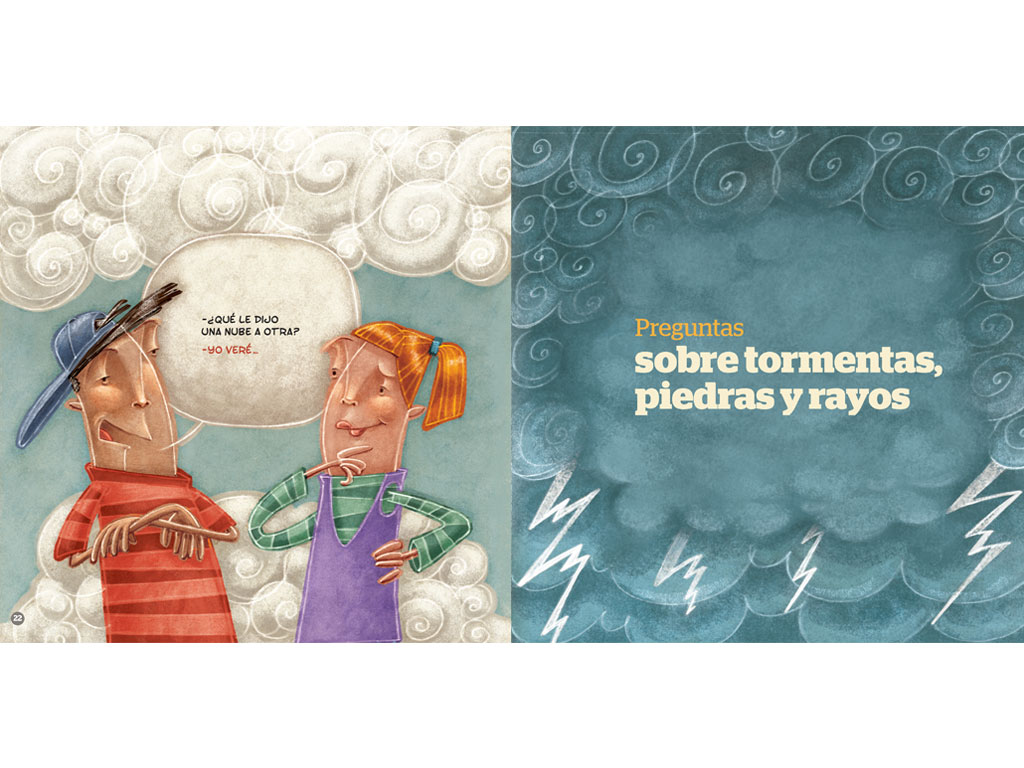 -¿QUÉ LE DIJO
UNA NUBE A OTRA?
-YO VERÉ...
22
Preguntas
sobre tormentas,
piedras y rayos